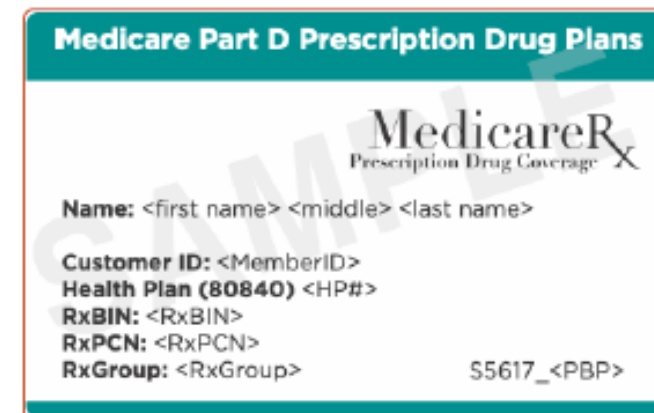 Medicare Part D Prescription Drug Plans
MedicareRx
Prescription Drug Coverage
Name: <first name> <middle> <last name>
Customer ID: <MemberID>
Health Plan (80840) <HP#>
RxBIN: <RxBIN>
RxPCN: <RxPCN>
RxGroup: <RxGroup> S5617_<PBP>
SAMPLE